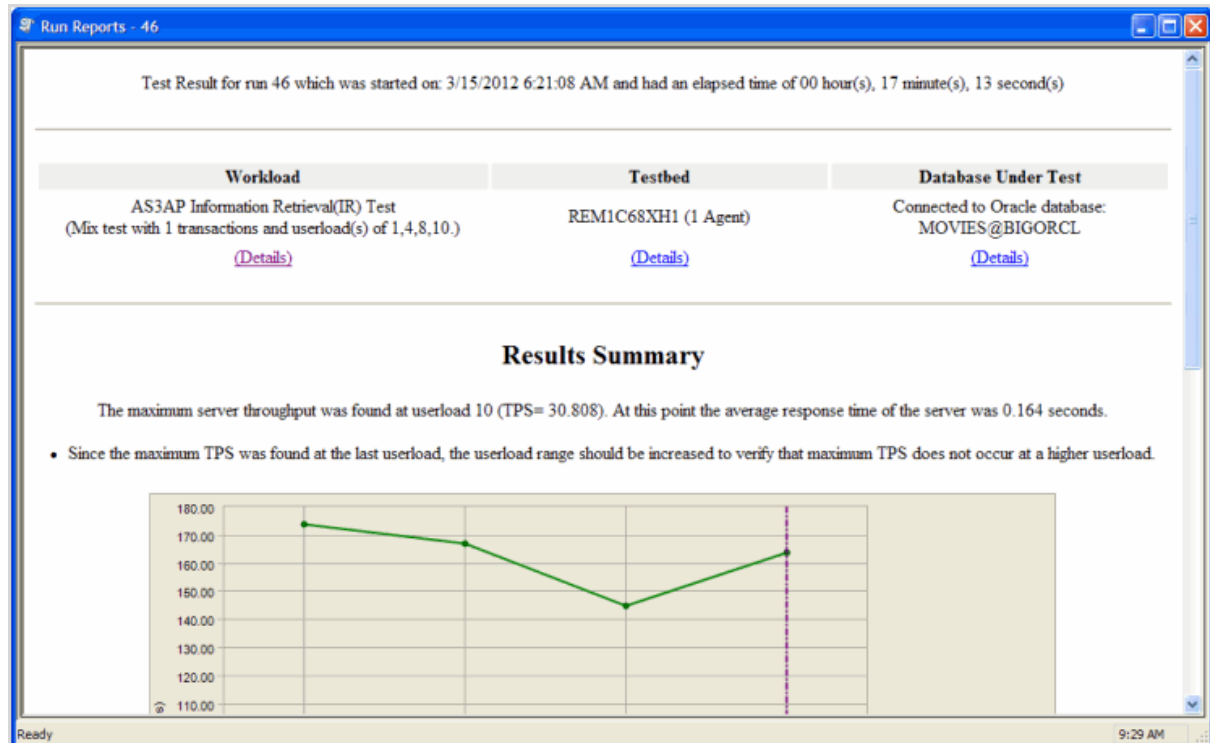 Run Reports - 46
Test Result for run 46 which was started on: 3/15/2012 6:21:08 AM and had an elapsed time of 00 hour(s), 17 minute(s), 13 second(s)
Workload
Testbed
Database Under Test
AS3AP Information Retrieval(IR) Test
(Mix test with 1 transactions and userload(s) of 1,4,8,10.)
REM1C68XH1 (1 Agent)
Connected to Oracle database:
MOVIES@BIGORCL
(Details)
(Details)
(Details)
Results Summary
The maximum server throughput was found at userload 10 (TPS= 30.808). At this point the average response time of the server was 0.164 seconds.
• Since the maximum TPS was found at the last userload, the userload range should be increased to verify that maximum TPS does not occur at a higher userload.
180.00
170.00
160.00
150.00
140.00
130.00
120.00
110.00
Ready
9:29 AM